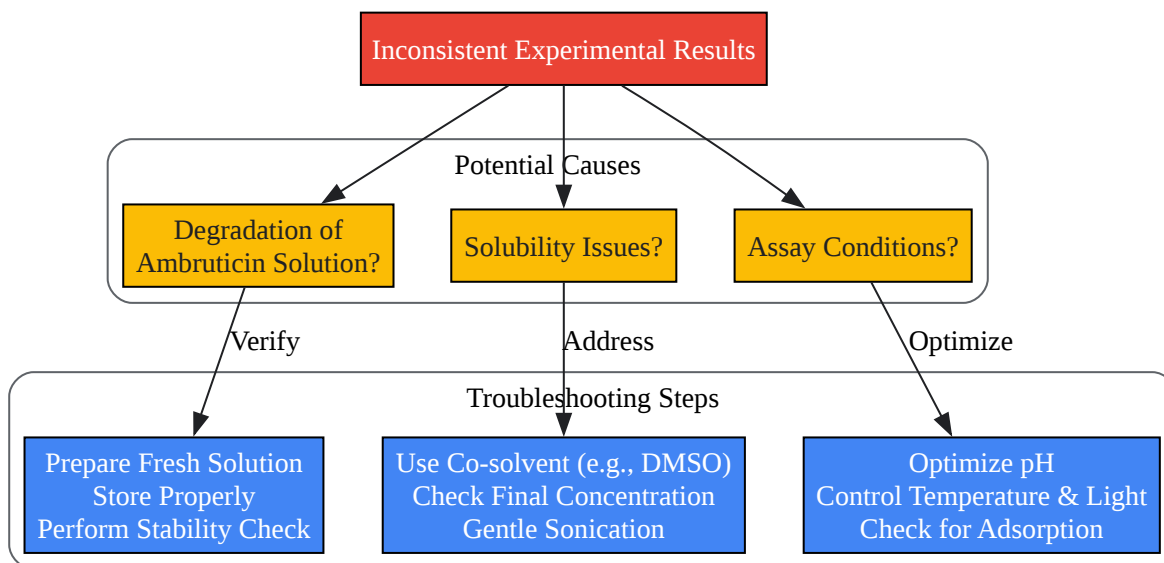 Inconsistent Experimental Results
Potential Causes
Degradation of
Ambruticin Solution?
Solubility Issues?
Assay Conditions?
Verify
Address
Optimize
Troubleshooting Steps
Prepare Fresh Solution
Store Properly
Perform Stability Check
Use Co-solvent (e.g., DMSO)
Check Final Concentration
Gentle Sonication
Optimize pH
Control Temperature & Light
Check for Adsorption